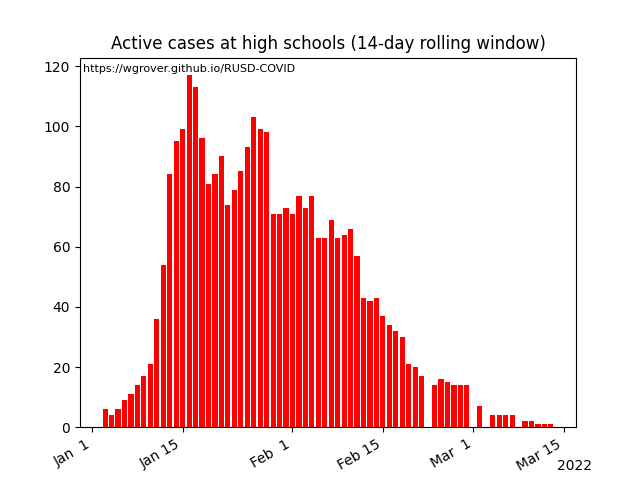 Active cases at high schools (14-day rolling window)
https://wgrover.github.io/RUSD-COVID
120
100
80
60
40
20
0
Jan 1
Jan 15
Feb 1
Feb 15
Mar 1
Mar 15
2022